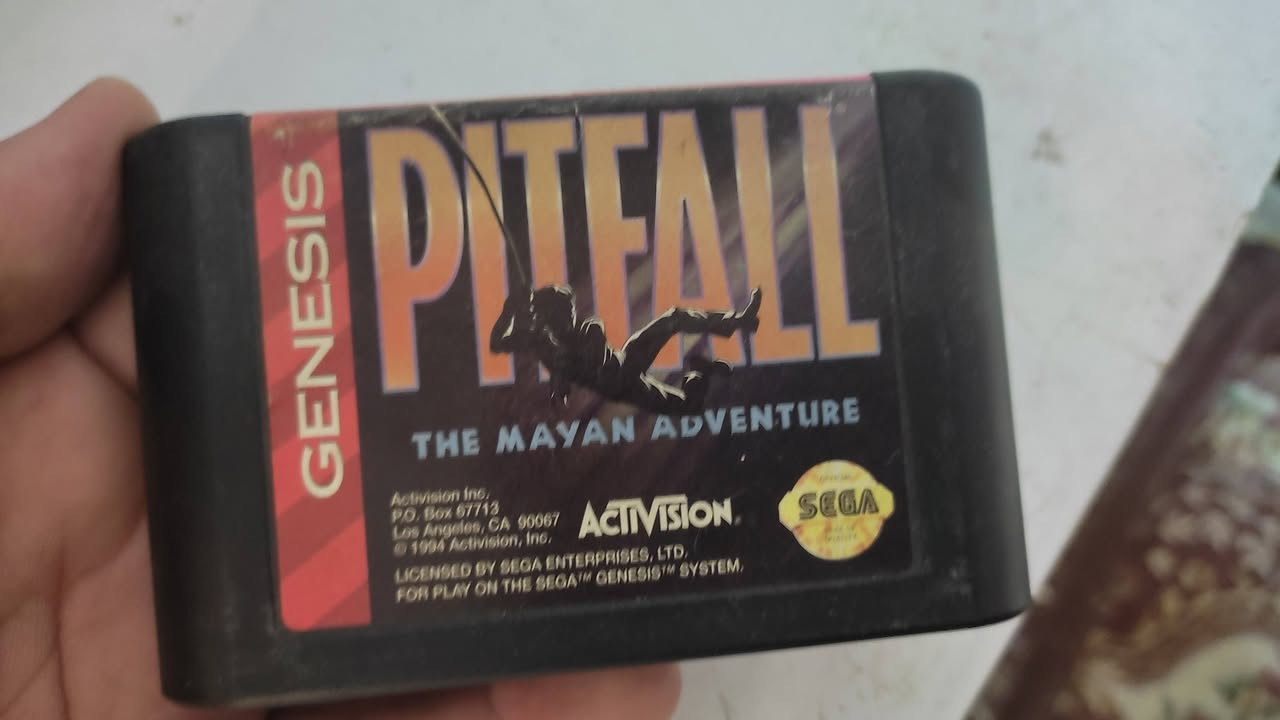 GENESIS
PITFALL
THE MAYAN ADVENTURE
Activision Inc.
P.O. Box 67713
Los Angeles, CA 90067
© 1994 Activision, Inc.
ACTIVISION
SEGA
LICENSED BY SEGA ENTERPRISES, LTD.
FOR PLAY ON THE SEGA™ GENESIS™ SYSTEM.